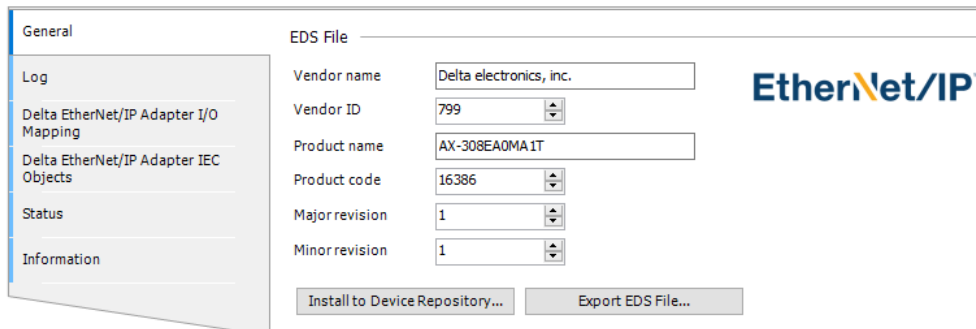 General
Log
Delta EtherNet/IP Adapter I/O
Mapping
Delta EtherNet/IP Adapter IEC
Objects
Status
Information
EDS File
Vendor name Delta electronics, inc.
Vendor ID 799
Product name AX-308EA0MA1T
Product code 16386
Major revision 1
Minor revision 1
Install to Device Repository... Export EDS File...
EtherNet/IP